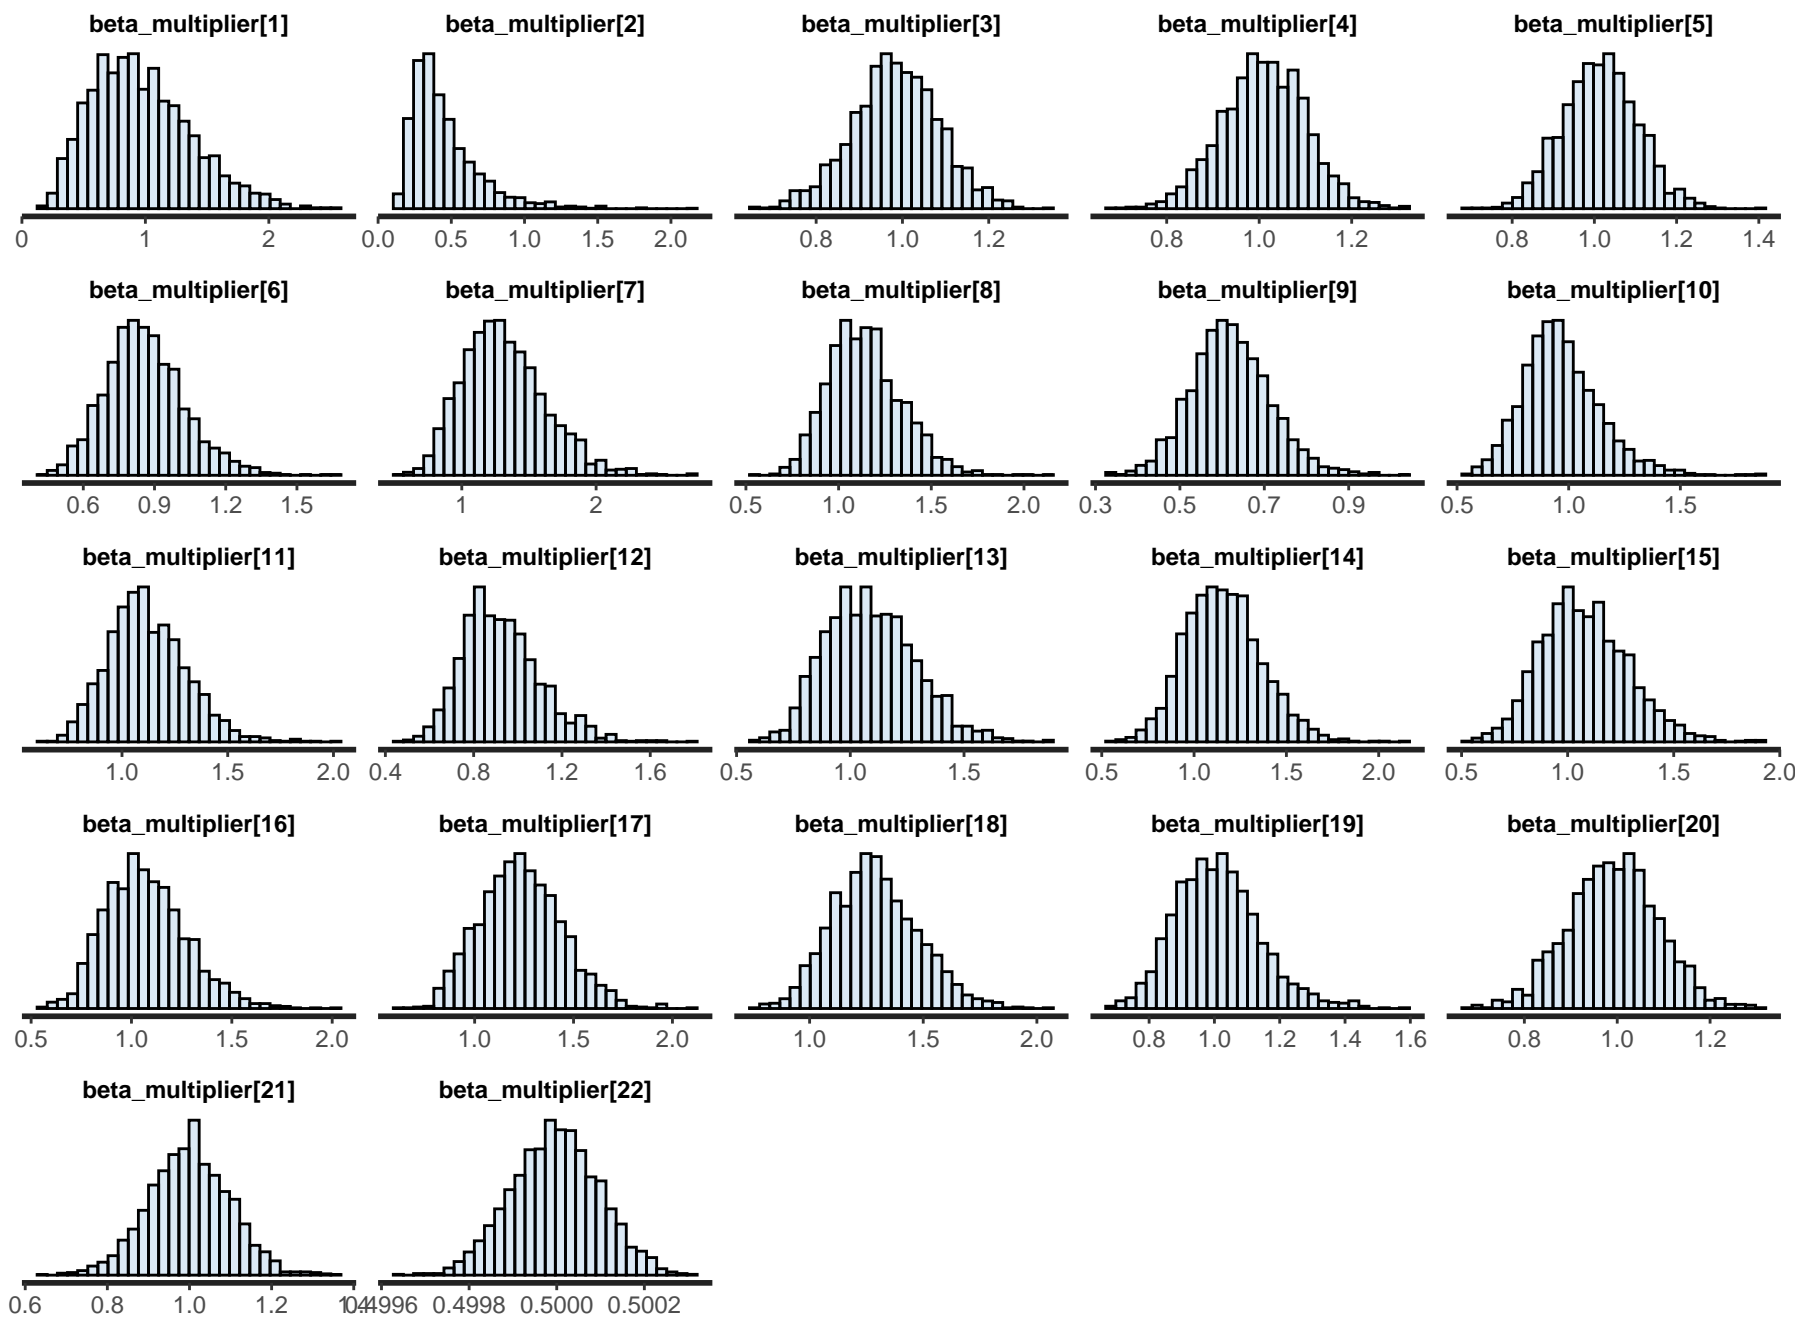 beta_multiplier[1] beta_multiplier[2] beta_multiplier[3] beta_multiplier[4] beta_multiplier[5]
0 1 2 0.0 0.5 1.0 1.5 2.0 0.8 1.0 1.2 0.8 1.0 1.2 0.8 1.0 1.2 1.4
beta_multiplier[6] beta_multiplier[7] beta_multiplier[8] beta_multiplier[9] beta_multiplier[10]
0.6 0.9 1.2 1.5 1 2 0.5 1.0 1.5 2.0 0.3 0.5 0.7 0.9 0.5 1.0 1.5
beta_multiplier[11] beta_multiplier[12] beta_multiplier[13] beta_multiplier[14] beta_multiplier[15]
1.0 1.5 2.0 0.4 0.8 1.2 1.6 0.5 1.0 1.5 0.5 1.0 1.5 2.0 0.5 1.0 1.5 2.0
beta_multiplier[16] beta_multiplier[17] beta_multiplier[18] beta_multiplier[19] beta_multiplier[20]
0.5 1.0 1.5 2.0 1.0 1.5 2.0 1.0 1.5 2.0 0.8 1.0 1.2 1.4 1.6 0.8 1.0 1.2
beta_multiplier[21] beta_multiplier[22]
0.6 0.8 1.0 1.2 1.4 0.4996 0.4998 0.5000 0.5002